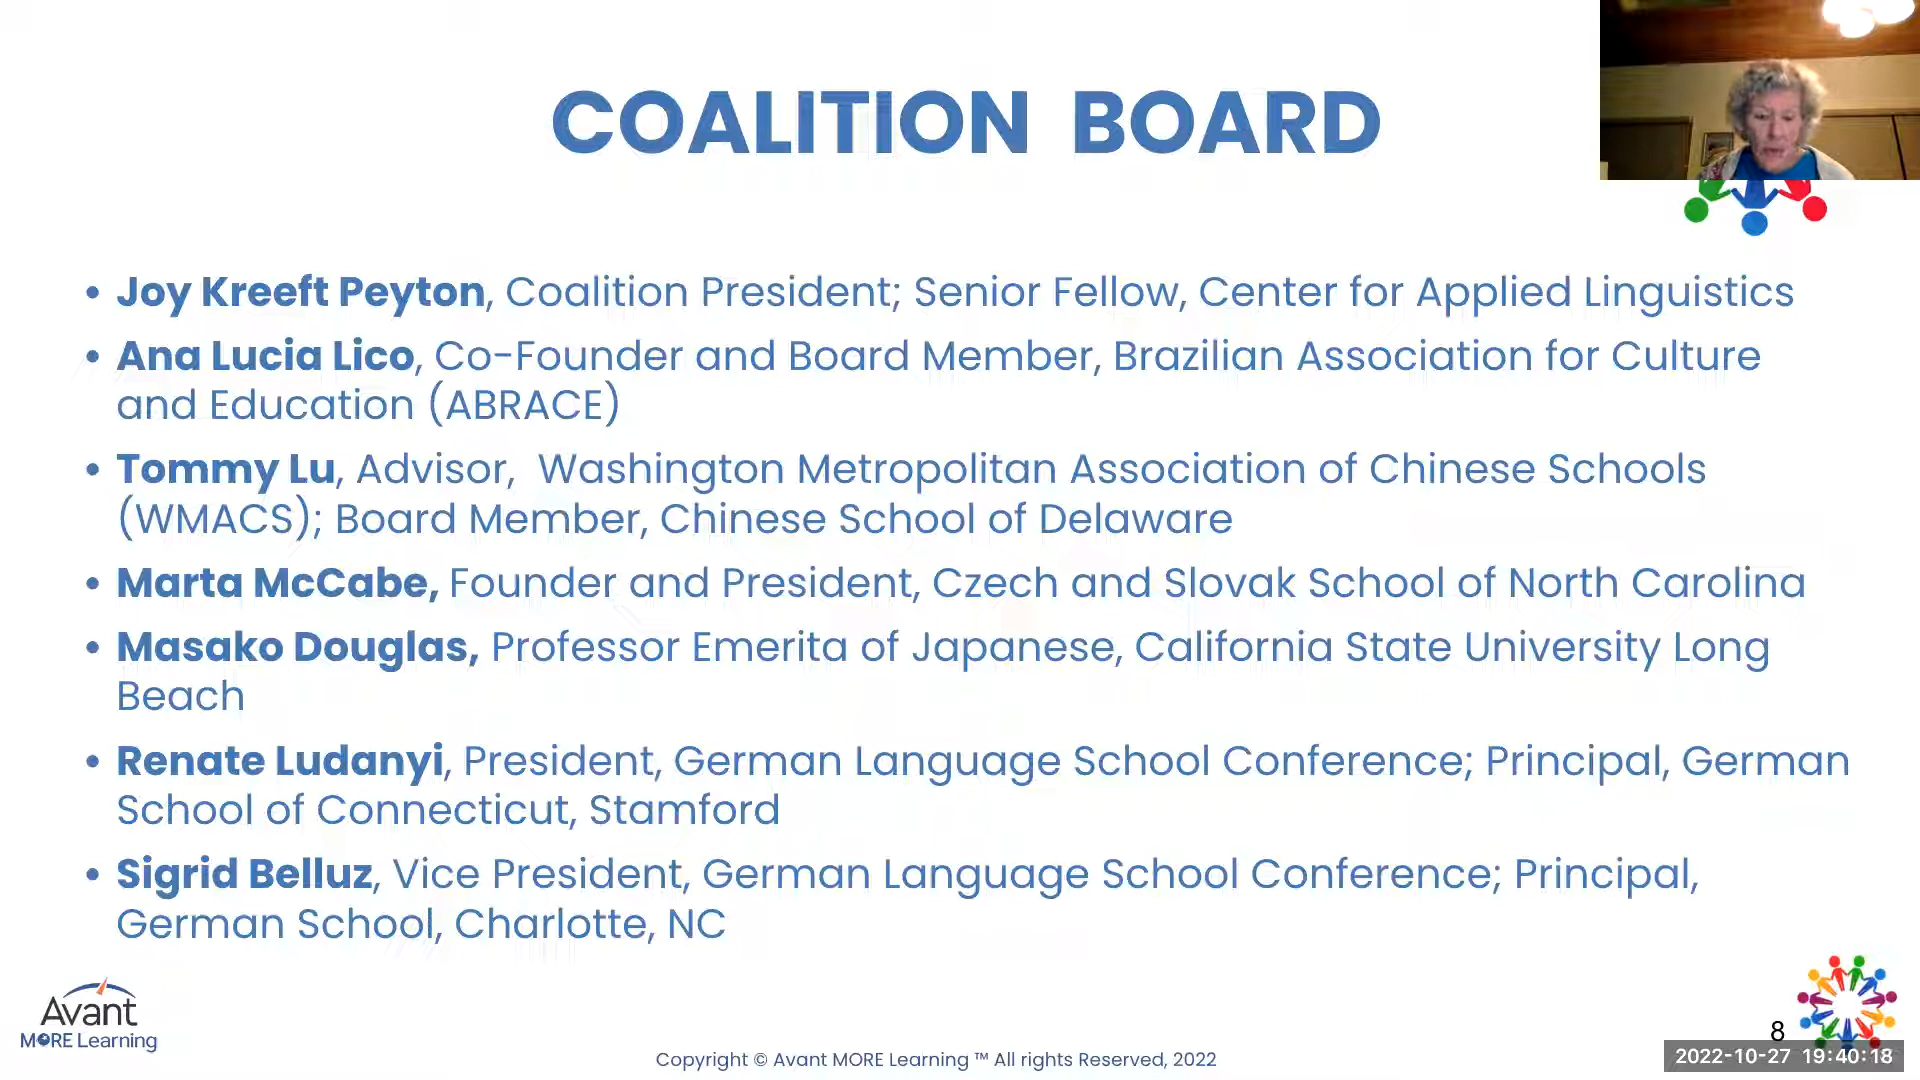 COALITION BOARD
• Joy Kreeft Peyton, Coalition President; Senior Fellow, Center for Applied Linguistics
• Ana Lucia Lico, Co-Founder and Board Member, Brazilian Association for Culture
and Education (ABRACE)
• Tommy Lu, Advisor, Washington Metropolitan Association of Chinese Schools
(WMACS); Board Member, Chinese School of Delaware
• Marta McCabe, Founder and President, Czech and Slovak School of North Carolina
• Masako Douglas, Professor Emerita of Japanese, California State University Long
Beach
• Renate Ludanyi, President, German Language School Conference; Principal, German
School of Connecticut, Stamford
• Sigrid Belluz, Vice President, German Language School Conference; Principal,
German School, Charlotte, NC
Avant
MORE Learning
8
Copyright © Avant MORE Learning ™ All rights Reserved, 2022
2022-10-27 19:40:18